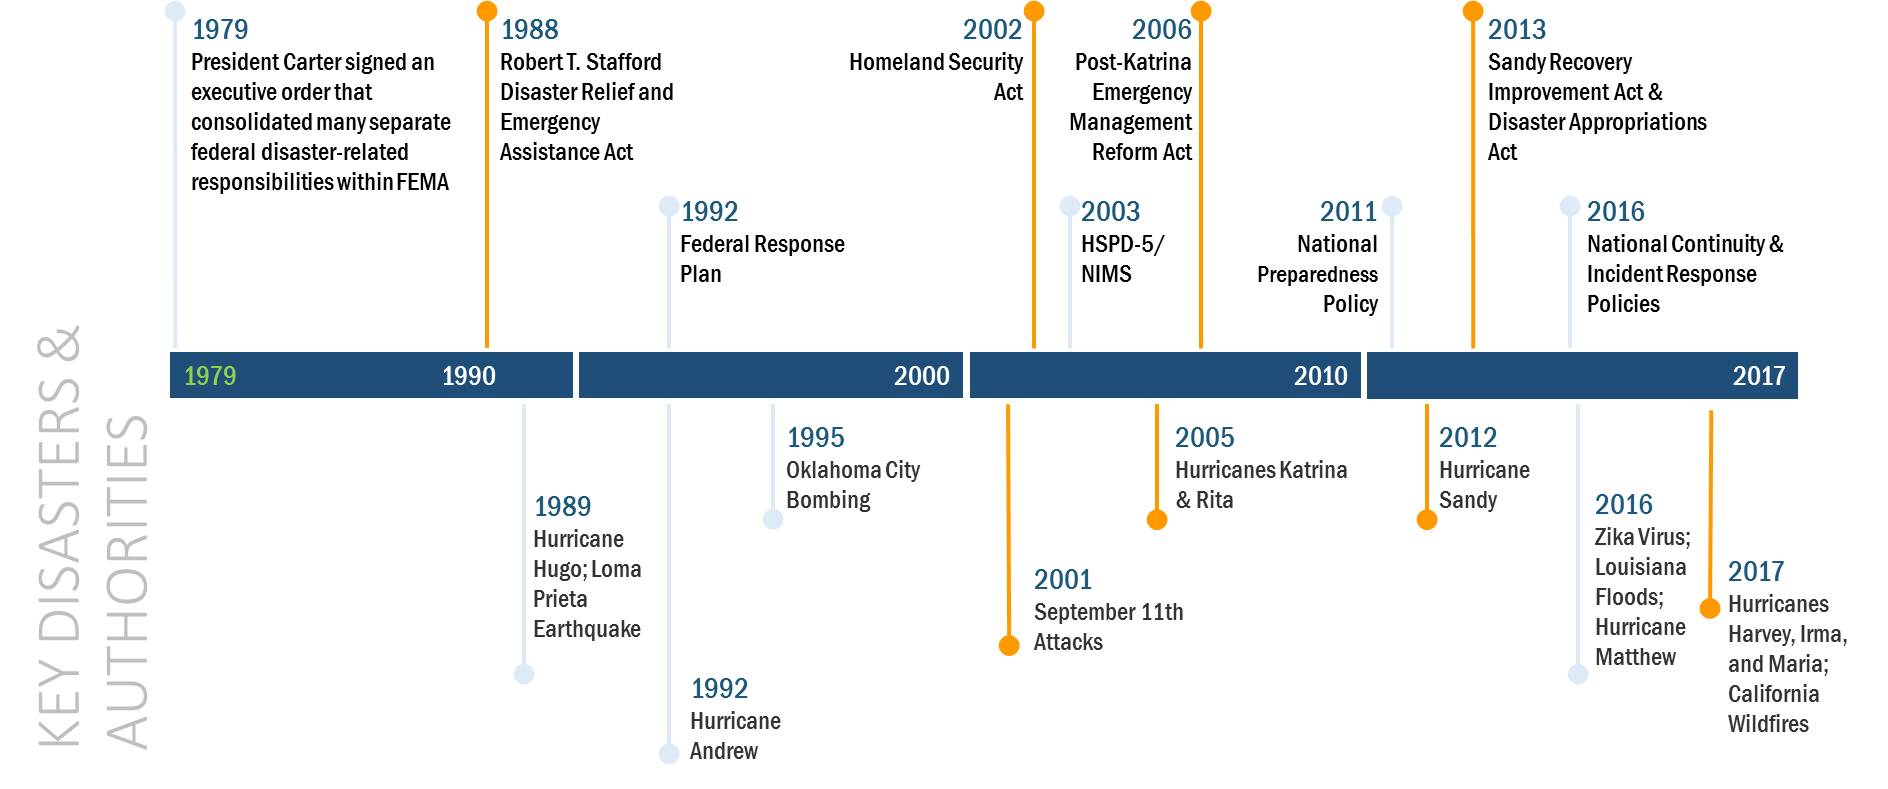 KEY DISASTERS &
AUTHORITIES
1979
President Carter signed an
executive order that
consolidated many separate
federal disaster-related
responsibilities within FEMA
1988
Robert T. Stafford
Disaster Relief and
Emergency
Assistance Act
1992
Federal Response
Plan
2002
Homeland Security
Act
2003
HSPD-5/
NIMS
2006
Post-Katrina
Emergency
Management
Reform Act
2011
National
Preparedness
Policy
2013
Sandy Recovery
Improvement Act &
Disaster Appropriations
Act
2016
National Continuity &
Incident Response
Policies
1979
1990
2000
2010
2017
1989
Hurricane
Hugo; Loma
Prieta
Earthquake
1992
Hurricane
Andrew
1995
Oklahoma City
Bombing
2001
September 11th
Attacks
2005
Hurricanes Katrina
& Rita
2012
Hurricane
Sandy
2016
Zika Virus;
Louisiana
Floods;
Hurricane
Matthew
2017
Hurricanes
Harvey, Irma,
and Maria;
California
Wildfires